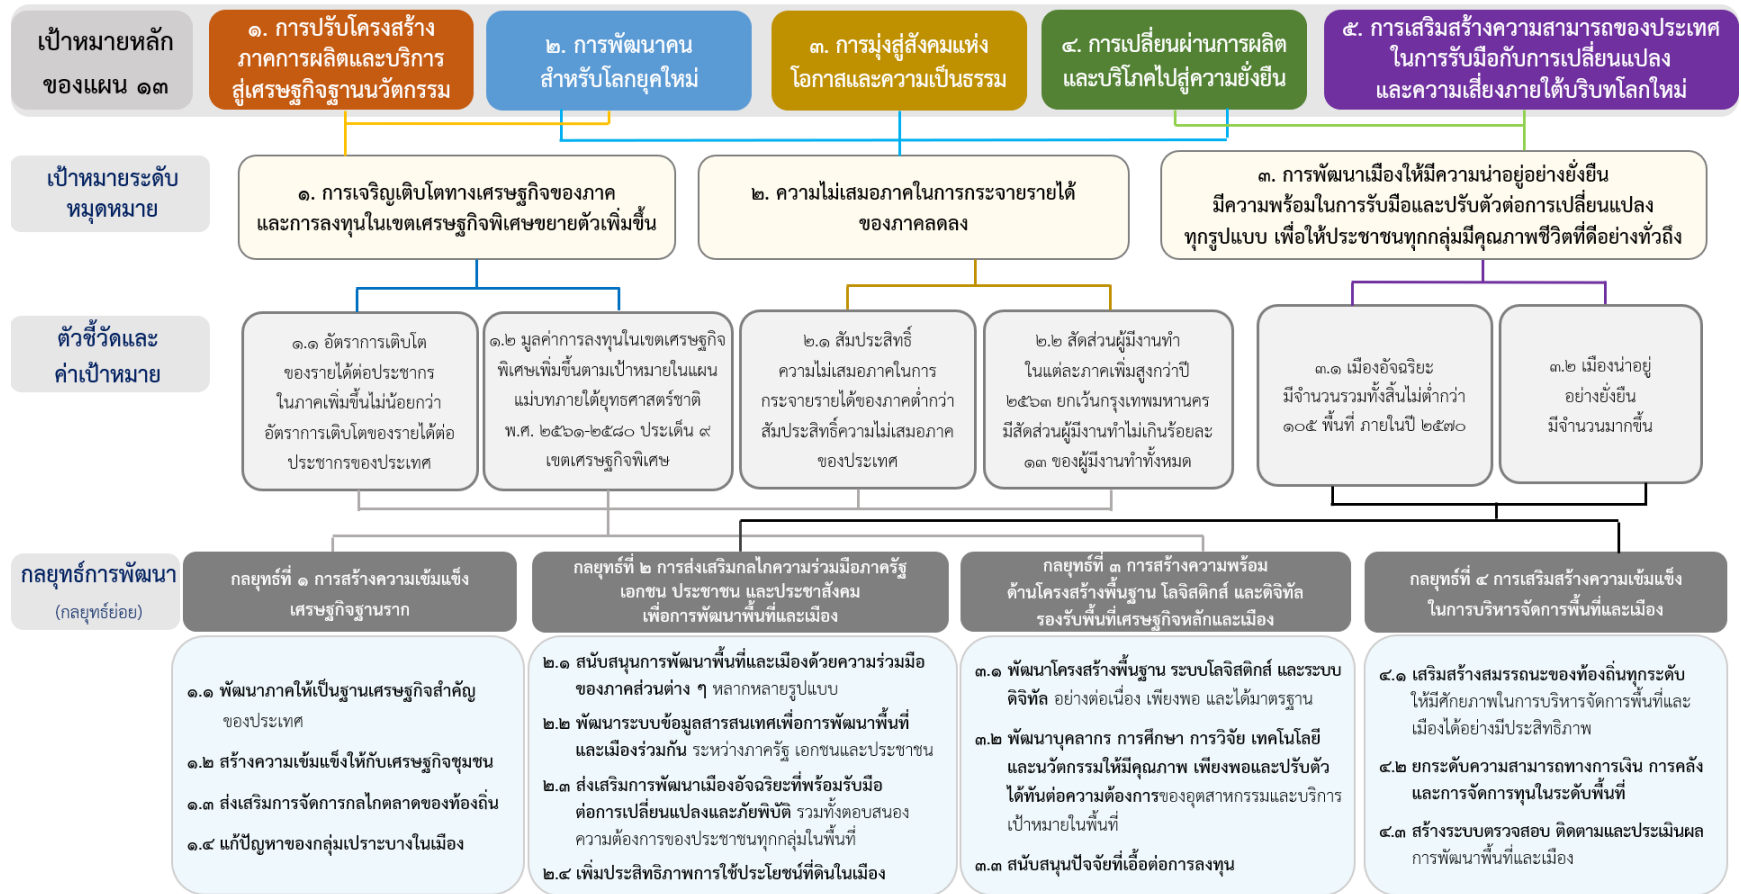 เป้าหมายหลัก
ของแผน ๑๓
๑. การปรับโครงสร้าง
ภาคการผลิตและบริการ
สู่เศรษฐกิจฐานนวัตกรรม
๒. การพัฒนาคน
สำหรับโลกยุคใหม่
๓. การมุ่งสู่สังคมแห่ง
โอกาสและความเป็นธรรม
๔. การเปลี่ยนผ่านการผลิต
และบริโภคไปสู่ความยั่งยืน
๕. การเสริมสร้างความสามารถของประเทศ
ในการรับมือกับการเปลี่ยนแปลง
และความเสี่ยงภายใต้บริบทโลกใหม่
เป้าหมายระดับ
หมุดหมาย
๑. การเจริญเติบโตทางเศรษฐกิจของภาค
และการลงทุนในเขตเศรษฐกิจพิเศษขยายตัวเพิ่มขึ้น
๒. ความไม่เสมอภาคในการกระจายรายได้
ของภาคลดลง
๓. การพัฒนาเมืองให้มีความน่าอยู่อย่างยั่งยืน
มีความพร้อมในการรับมือและปรับตัวต่อการเปลี่ยนแปลง
ทุกรูปแบบ เพื่อให้ประชาชนทุกกลุ่มมีคุณภาพชีวิตที่ดีอย่างทั่วถึง
ตัวชี้วัดและ
ค่าเป้าหมาย
๑.๑ อัตราการเติบโต
ของรายได้ต่อประชากร
ในภาคเพิ่มขึ้นไม่น้อยกว่า
อัตราการเติบโตของรายได้ต่อ
ประชากรของประเทศ
๑.๒ มูลค่าการลงทุนในเขตเศรษฐกิจ
พิเศษเพิ่มขึ้นตามเป้าหมายในแผน
แม่บทภายใต้ยุทธศาสตร์ชาติ
พ.ศ. ๒๕๖๑-๒๕๘๐ ประเด็น ๙
เขตเศรษฐกิจพิเศษ
๒.๑ สัมประสิทธิ์
ความไม่เสมอภาคในการ
กระจายรายได้ของภาคต่ำกว่า
สัมประสิทธิ์ความไม่เสมอภาค
ของประเทศ
๒.๒ สัดส่วนผู้มีงานทำ
ในแต่ละภาคเพิ่มสูงกว่าปี
๒๕๖๓ ยกเว้นกรุงเทพมหานคร
มีสัดส่วนผู้มีงานทำไม่เกินร้อยละ
๑๓ ของผู้มีงานทำทั้งหมด
๓.๑ เมืองอัจฉริยะ
มีจำนวนรวมทั้งสิ้นไม่ต่ำกว่า
๑๐๕ พื้นที่ ภายในปี ๒๕๗๐
๓.๒ เมืองน่าอยู่
อย่างยั่งยืน
มีจำนวนมากขึ้น
กลยุทธ์การพัฒนา
(กลยุทธ์ย่อย)
กลยุทธ์ที่ ๑ การสร้างความเข้มแข็ง
เศรษฐกิจฐานราก
๑.๑ พัฒนาภาคให้เป็นฐานเศรษฐกิจสำคัญ
ของประเทศ
๑.๒ สร้างความเข้มแข็งให้กับเศรษฐกิจชุมชน
๑.๓ ส่งเสริมการจัดการกลไกตลาดของท้องถิ่น
๑.๔ แก้ปัญหาของกลุ่มเปราะบางในเมือง
กลยุทธ์ที่ ๒ การส่งเสริมกลไกความร่วมมือภาครัฐ
เอกชน ประชาชน และประชาสังคม
เพื่อการพัฒนาพื้นที่และเมือง
๒.๑ สนับสนุนการพัฒนาพื้นที่และเมืองด้วยความร่วมมือ
ของภาคส่วนต่าง ๆ หลากหลายรูปแบบ
๒.๒ พัฒนาระบบข้อมูลสารสนเทศเพื่อการพัฒนาพื้นที่
และเมืองร่วมกัน ระหว่างภาครัฐ เอกชนและประชาชน
๒.๓ ส่งเสริมการพัฒนาเมืองอัจฉริยะที่พร้อมรับมือ
ต่อการเปลี่ยนแปลงและภัยพิบัติ รวมทั้งตอบสนอง
ความต้องการของประชาชนทุกกลุ่มในพื้นที่
๒.๔ เพิ่มประสิทธิภาพการใช้ประโยชน์ที่ดินในเมือง
กลยุทธ์ที่ ๓ การสร้างความพร้อม
ด้านโครงสร้างพื้นฐาน โลจิสติกส์ และดิจิทัล
รองรับพื้นที่เศรษฐกิจหลักและเมือง
๓.๑ พัฒนาโครงสร้างพื้นฐาน ระบบโลจิสติกส์ และระบบ
ดิจิทัล อย่างต่อเนื่อง เพียงพอ และได้มาตรฐาน
๓.๒ พัฒนาบุคลากร การศึกษา การวิจัย เทคโนโลยี
และนวัตกรรมให้มีคุณภาพ เพียงพอและปรับตัว
ได้ทันต่อความต้องการของอุตสาหกรรมและบริการ
เป้าหมายในพื้นที่
๓.๓ สนับสนุนปัจจัยที่เอื้อต่อการลงทุน
กลยุทธ์ที่ ๔ การเสริมสร้างความเข้มแข็ง
ในการบริหารจัดการพื้นที่และเมือง
๔.๑ เสริมสร้างสมรรถนะของท้องถิ่นทุกระดับ
ให้มีศักยภาพในการบริหารจัดการพื้นที่และ
เมืองได้อย่างมีประสิทธิภาพ
๔.๒ ยกระดับความสามารถทางการเงิน การคลัง
และการจัดการทุนในระดับพื้นที่
๔.๓ สร้างระบบตรวจสอบ ติดตามและประเมินผล
การพัฒนาพื้นที่และเมือง